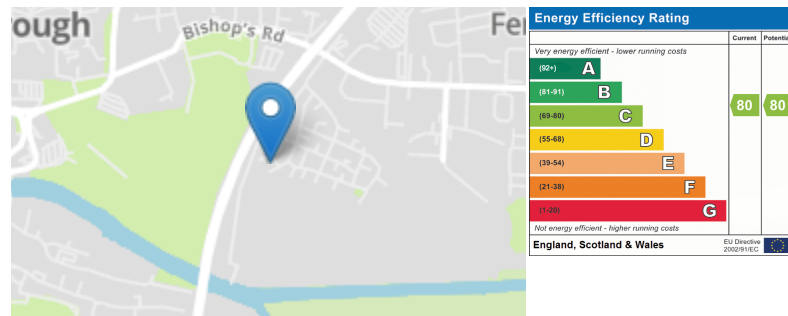 ough
Bishop's Rd
Fe
Energy Efficiency Rating
Current Potentia
Very energy efficient - lower running costs
(92+) A
(81-91) B
(69-80) C
80 80
(55-68) D
(39-54) E
(21-38) F
(1-20) G
Not energy efficient - higher running costs
England, Scotland & Wales
EU Directive
2002/91/EC